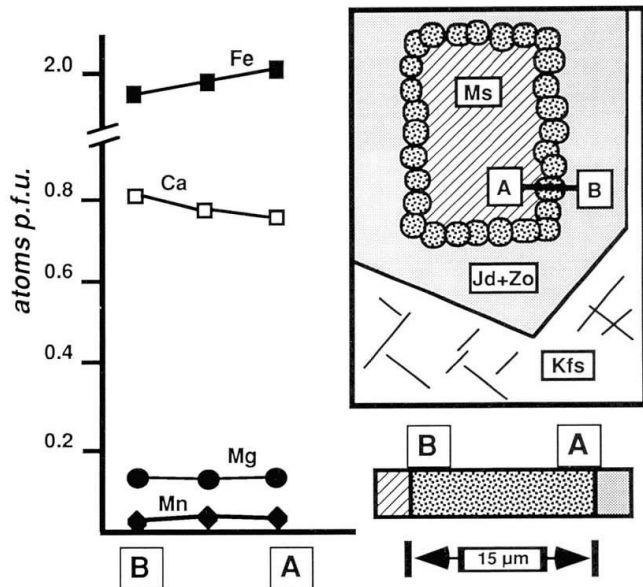 atoms p.f.u.
2.0
0.8
0.6
0.4
0.2
Fe
Ca
Mg
Mn
B
A
Ms
A
B
Jd+Zo
Kfs
B
A
15 µm